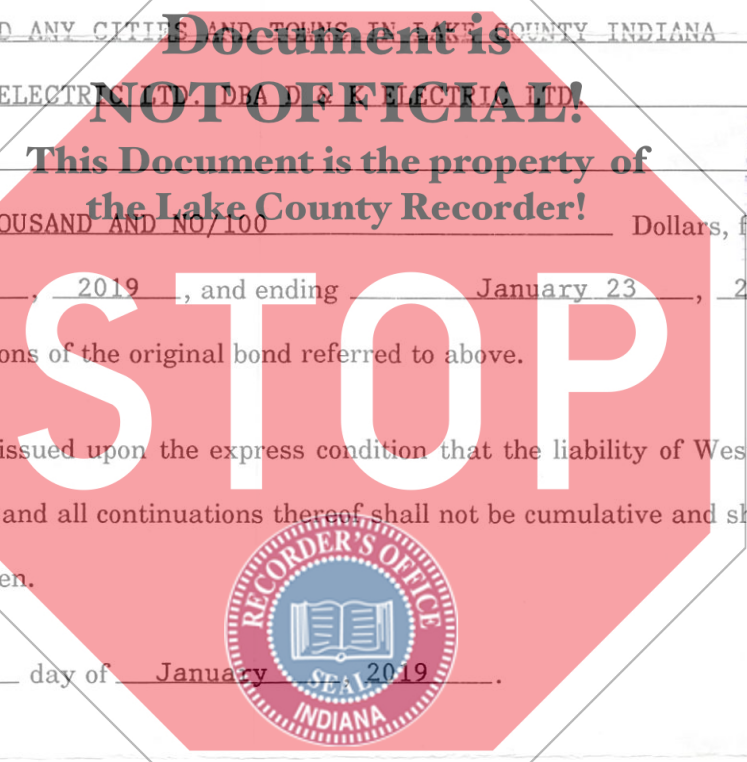 Document is
D ANY CITIES AND TOWNS IN LAKE COUNTY INDIANA
NOT OFFICIAL!
ELECTRIC LTD. DBA D & K ELECTRIC LTD.
This Document is the property of
the Lake County Recorder!
OUSAND AND NO/100 Dollars, f
, 2019 , and ending January 23 , 2
STOP
ons of the original bond referred to above.
issued upon the express condition that the liability of Wes
and all continuations thereof shall not be cumulative and sh
en.
RECORDER'S OFFICE
day of January , 2019 .
SEAL
INDIANA